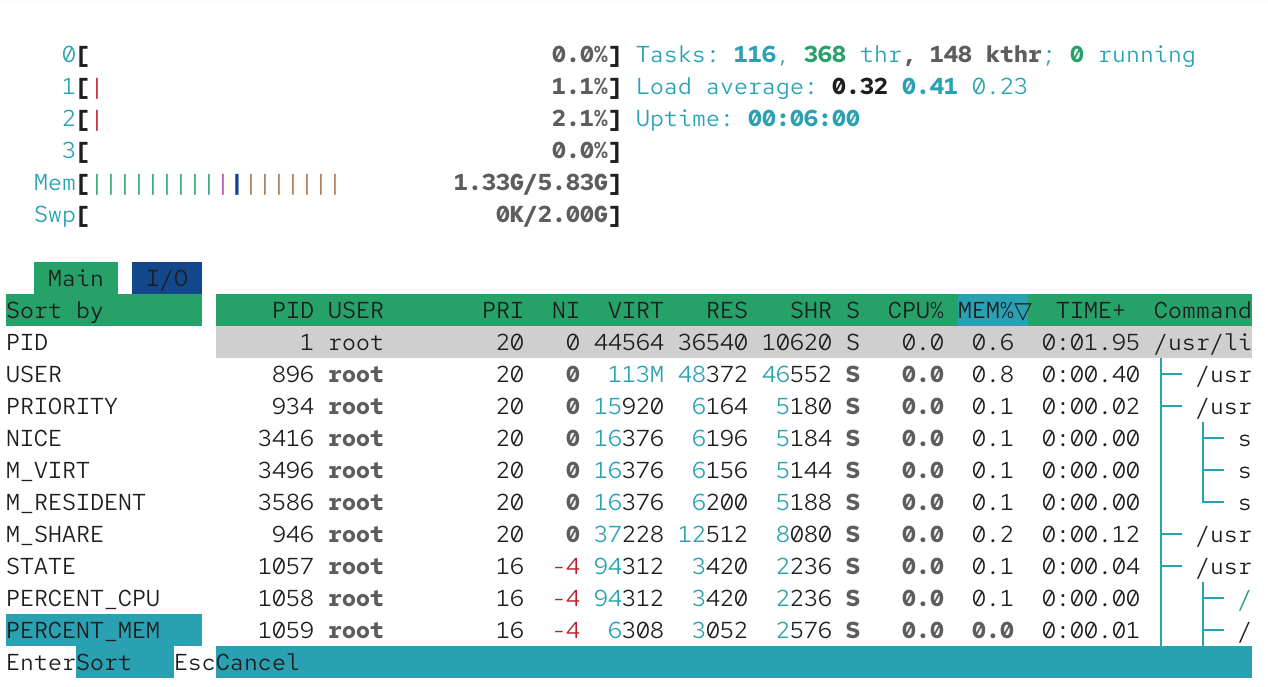 0[ 0.0%] Tasks: 116, 368 thr, 148 kthr; 0 running
1[| 1.1%] Load average: 0.32 0.41 0.23
2[| 2.1%] Uptime: 00:06:00
3[ 0.0%]
Mem[|||||||||||||||||| 1.33G/5.83G]
Swp[ 0K/2.00G]
Main I/O
Sort by PID USER PRI NI VIRT RES SHR S CPU% MEM%▽ TIME+ Command
PID 1 root 20 0 44564 36540 10620 S 0.0 0.6 0:01.95 /usr/li
USER 896 root 20 0 113M 48372 46552 S 0.0 0.8 0:00.40 ├─ /usr
PRIORITY 934 root 20 0 15920 6164 5180 S 0.0 0.1 0:00.02 ├─ /usr
NICE 3416 root 20 0 16376 6196 5184 S 0.0 0.1 0:00.00 │ ├─ s
M_VIRT 3496 root 20 0 16376 6156 5144 S 0.0 0.1 0:00.00 │ ├─ s
M_RESIDENT 3586 root 20 0 16376 6200 5188 S 0.0 0.1 0:00.00 │ └─ s
M_SHARE 946 root 20 0 37228 12512 8080 S 0.0 0.2 0:00.12 ├─ /usr
STATE 1057 root 16 -4 94312 3420 2236 S 0.0 0.1 0:00.04 ├─ /usr
PERCENT_CPU 1058 root 16 -4 94312 3420 2236 S 0.0 0.1 0:00.00 │ ├─ /
PERCENT_MEM 1059 root 16 -4 6308 3052 2576 S 0.0 0.0 0:00.01 │ ├─ /
EnterSort EscCancel